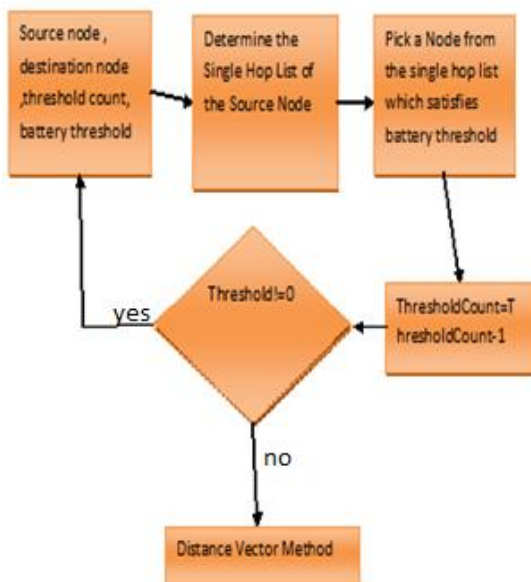 Source node ,
destination node
,threshold count,
battery threshold
Determine the
Single Hop List of
the Source Node
Pick a Node from
the single hop list
which satisfies
battery threshold
ThresholdCount=T
hresholdCount-1
Threshold!=0
yes
no
Distance Vector Method